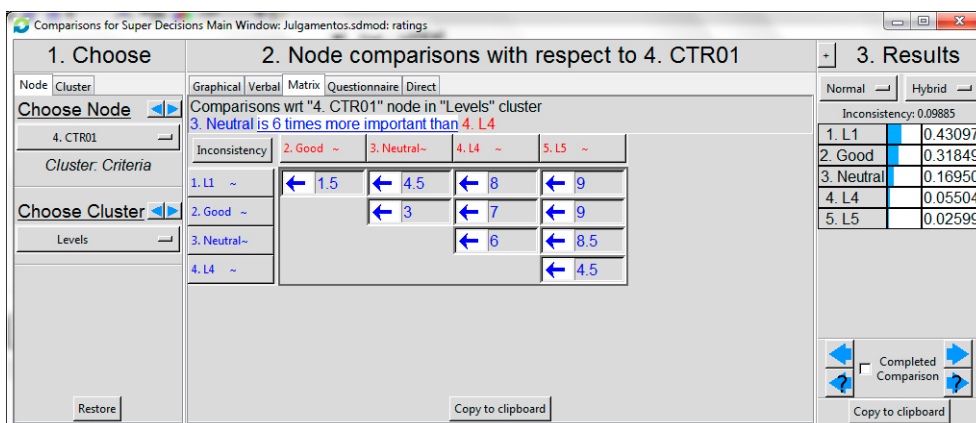 Comparisons for Super Decisions Main Window: Julgamentos.sdmod: ratings
1. Choose
Node Cluster
Choose Node
4. CTR01
Cluster: Criteria
Choose Cluster
Levels
Restore
2. Node comparisons with respect to 4. CTR01
Graphical Verbal Matrix Questionnaire Direct
Comparisons wrt "4. CTR01" node in "Levels" cluster
3. Neutral is 6 times more important than 4. L4
Inconsistency 2. Good ~ 3. Neutral~ 4. L4 ~ 5. L5 ~
1. L1 ~ 1.5 4.5 8 9
2. Good ~ 3 7 9
3. Neutral~ 6 8.5
4. L4 ~ 4.5
Copy to clipboard
+ 3. Results
Normal Hybrid
Inconsistency: 0.09885
1. L1 0.43097
2. Good 0.31849
3. Neutral 0.16950
4. L4 0.05504
5. L5 0.02599
Completed
Comparison
? ?
Copy to clipboard